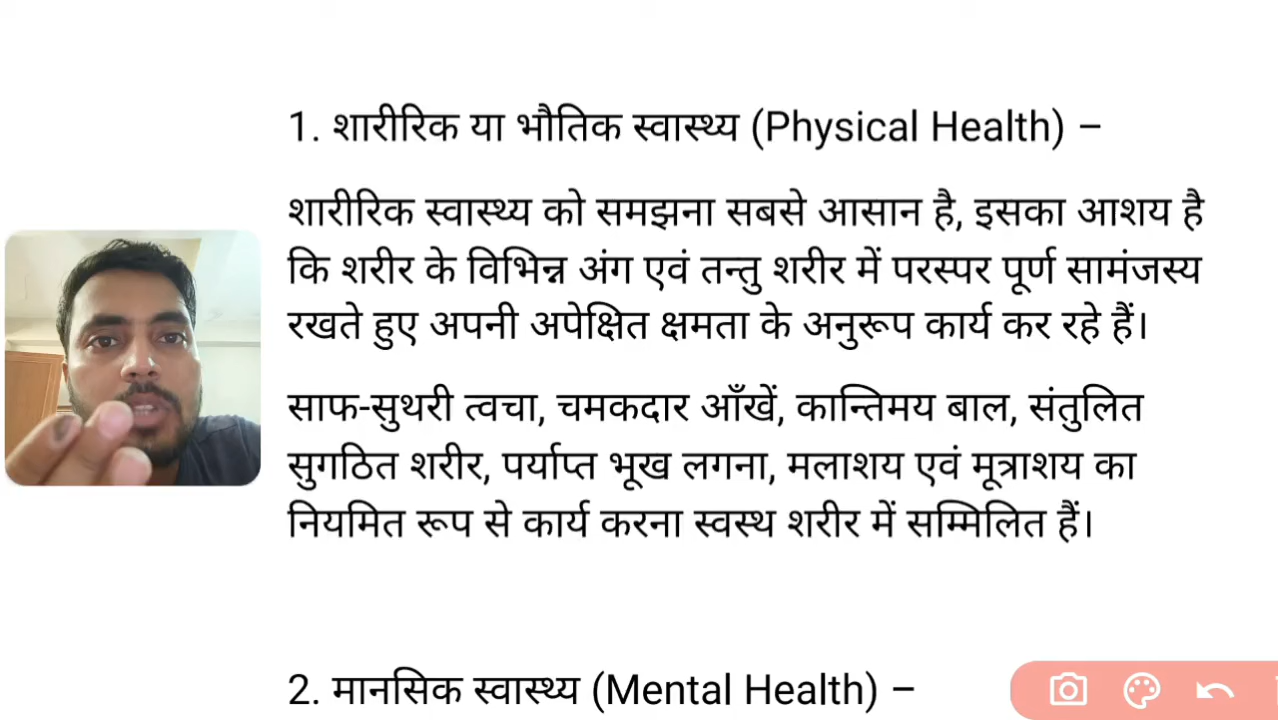 1. शारीरिक या भौतिक स्वास्थ्य (Physical Health) –
शारीरिक स्वास्थ्य को समझना सबसे आसान है, इसका आशय है
कि शरीर के विभिन्न अंग एवं तन्तु शरीर में परस्पर पूर्ण सामंजस्य
रखते हुए अपनी अपेक्षित क्षमता के अनुरूप कार्य कर रहे हैं।
साफ-सुथरी त्वचा, चमकदार आँखें, कान्तिमय बाल, संतुलित
सुगठित शरीर, पर्याप्त भूख लगना, मलाशय एवं मूत्राशय का
नियमित रूप से कार्य करना स्वस्थ शरीर में सम्मिलित हैं।
2. मानसिक स्वास्थ्य (Mental Health) –